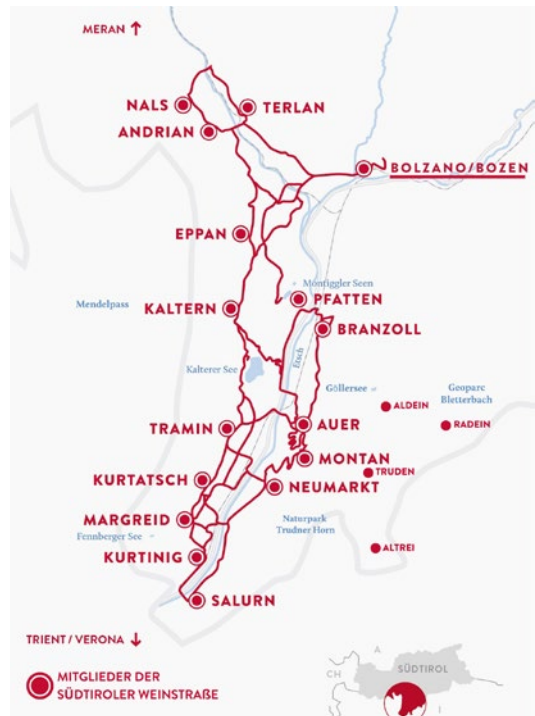 MERAN ↑
NALS
TERLAN
ANDRIAN
BOLZANO/BOZEN
EPPAN
Montiggler Seen
PFATTEN
Mendelpass
KALTERN
BRANZOLL
Etsch
Kalterer See
Göllersee
Geoparc
Bletterbach
ALDEIN
RADEIN
TRAMIN
AUER
MONTAN
TRUDEN
KURTATSCH
NEUMARKT
MARGREID
Naturpark
Trudner Horn
Fennberger See
KURTINIG
ALTREI
SALURN
TRIENT / VERONA ↓
MITGLIEDER DER
SÜDTIROLER WEINSTRAßE
A
CH
SÜDTIROL
I